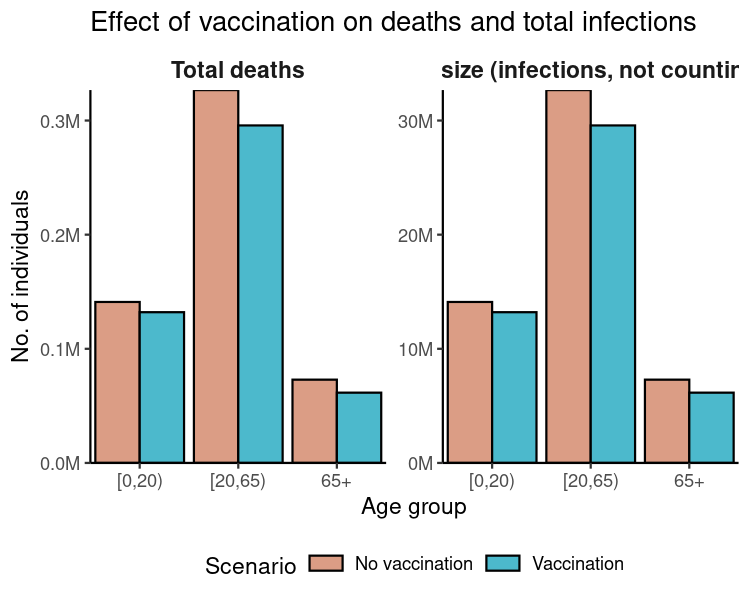 Effect of vaccination on deaths and total infections
Total deaths
size (infections, not countin
No. of individuals
0.3M
0.2M
0.1M
0.0M
30M
20M
10M
0M
[0,20) [20,65) 65+
[0,20) [20,65) 65+
Age group
Scenario No vaccination Vaccination